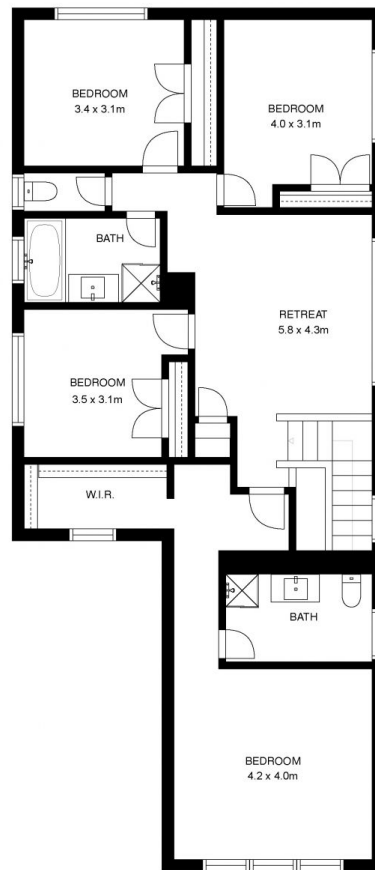 BEDROOM
3.4 x 3.1m
BEDROOM
4.0 x 3.1m
BATH
RETREAT
5.8 x 4.3m
BEDROOM
3.5 x 3.1m
W.I.R.
BATH
BEDROOM
4.2 x 4.0m